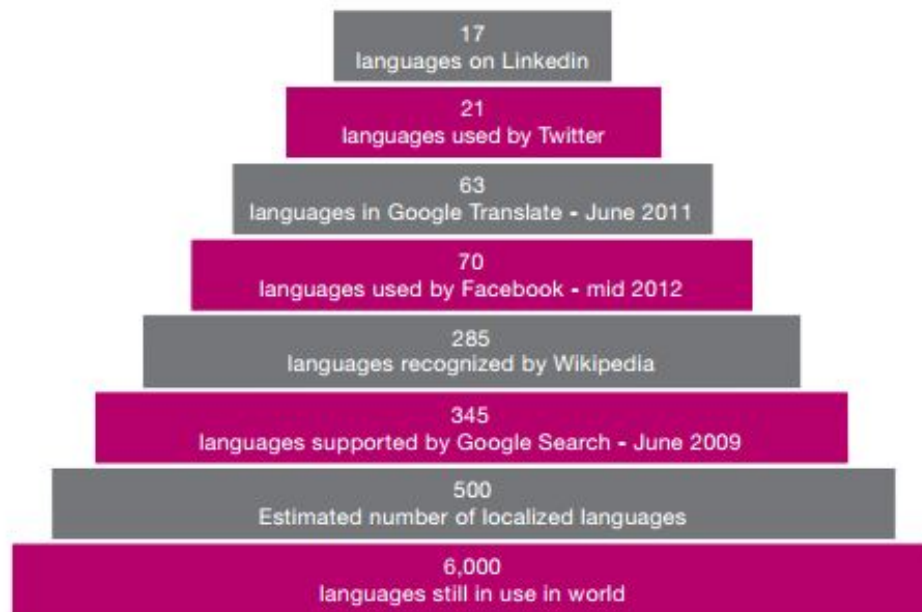 17
languages on Linkedin
21
languages used by Twitter
63
languages in Google Translate - June 2011
70
languages used by Facebook - mid 2012
285
languages recognized by Wikipedia
345
languages supported by Google Search - June 2009
500
Estimated number of localized languages
6,000
languages still in use in world